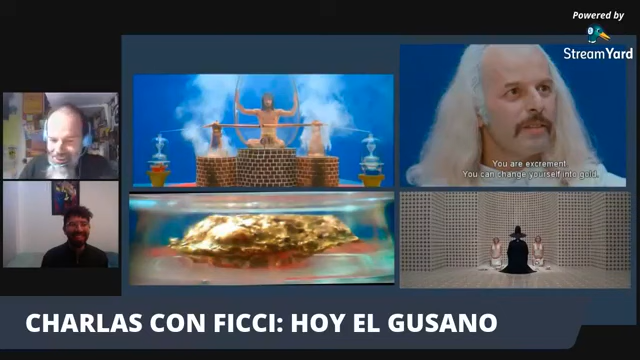 Powered by
StreamYard
You are excrement.
You can change yourself into gold.
CHARLAS CON FICCI: HOY EL GUSANO